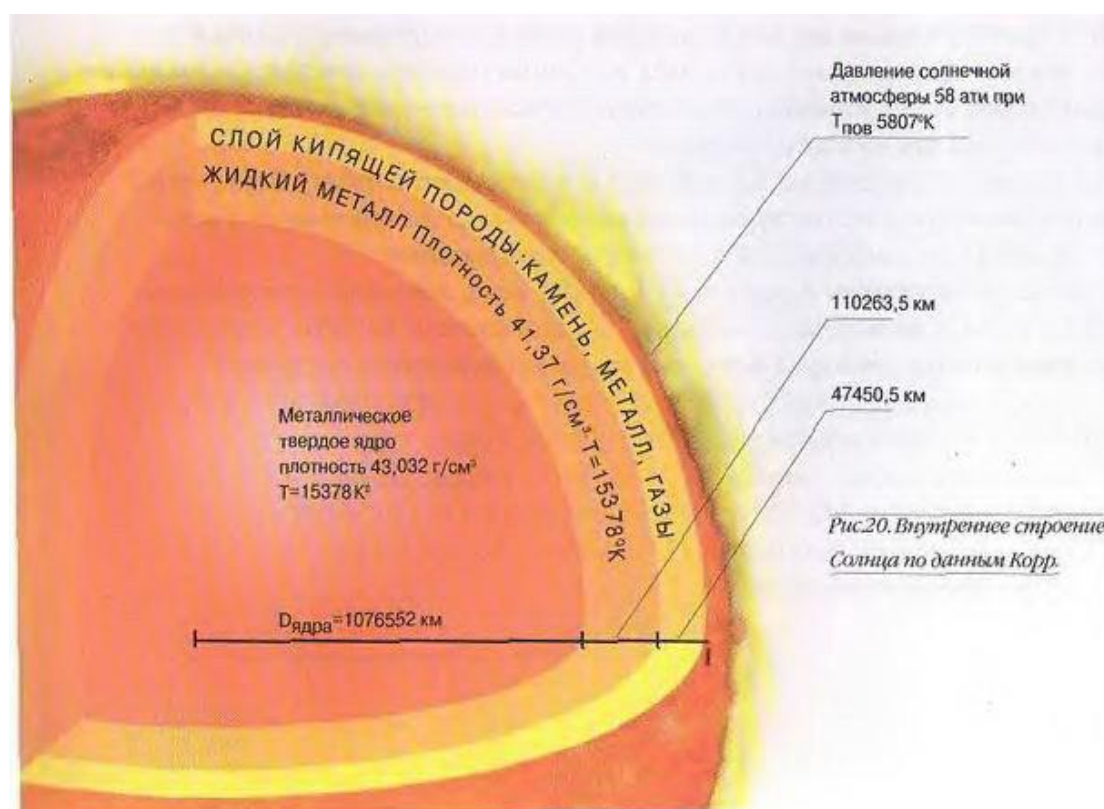 Давление солнечной
атмосферы 58 ати при
Тпов 5807°К
СЛОЙ КИПЯЩЕЙ ПОРОДЫ: КАМЕНЬ, МЕТАЛЛ, ГАЗЫ
ЖИДКИЙ МЕТАЛЛ Плотность 41,37 г/см³ Т=15378°К
110263,5 км
47450,5 км
Металлическое
твердое ядро
плотность 43,032 г/см³
Т=15378К°
Рис.20. Внутреннее строение
Солнца по данным Корр.
Dядра=1076552 км